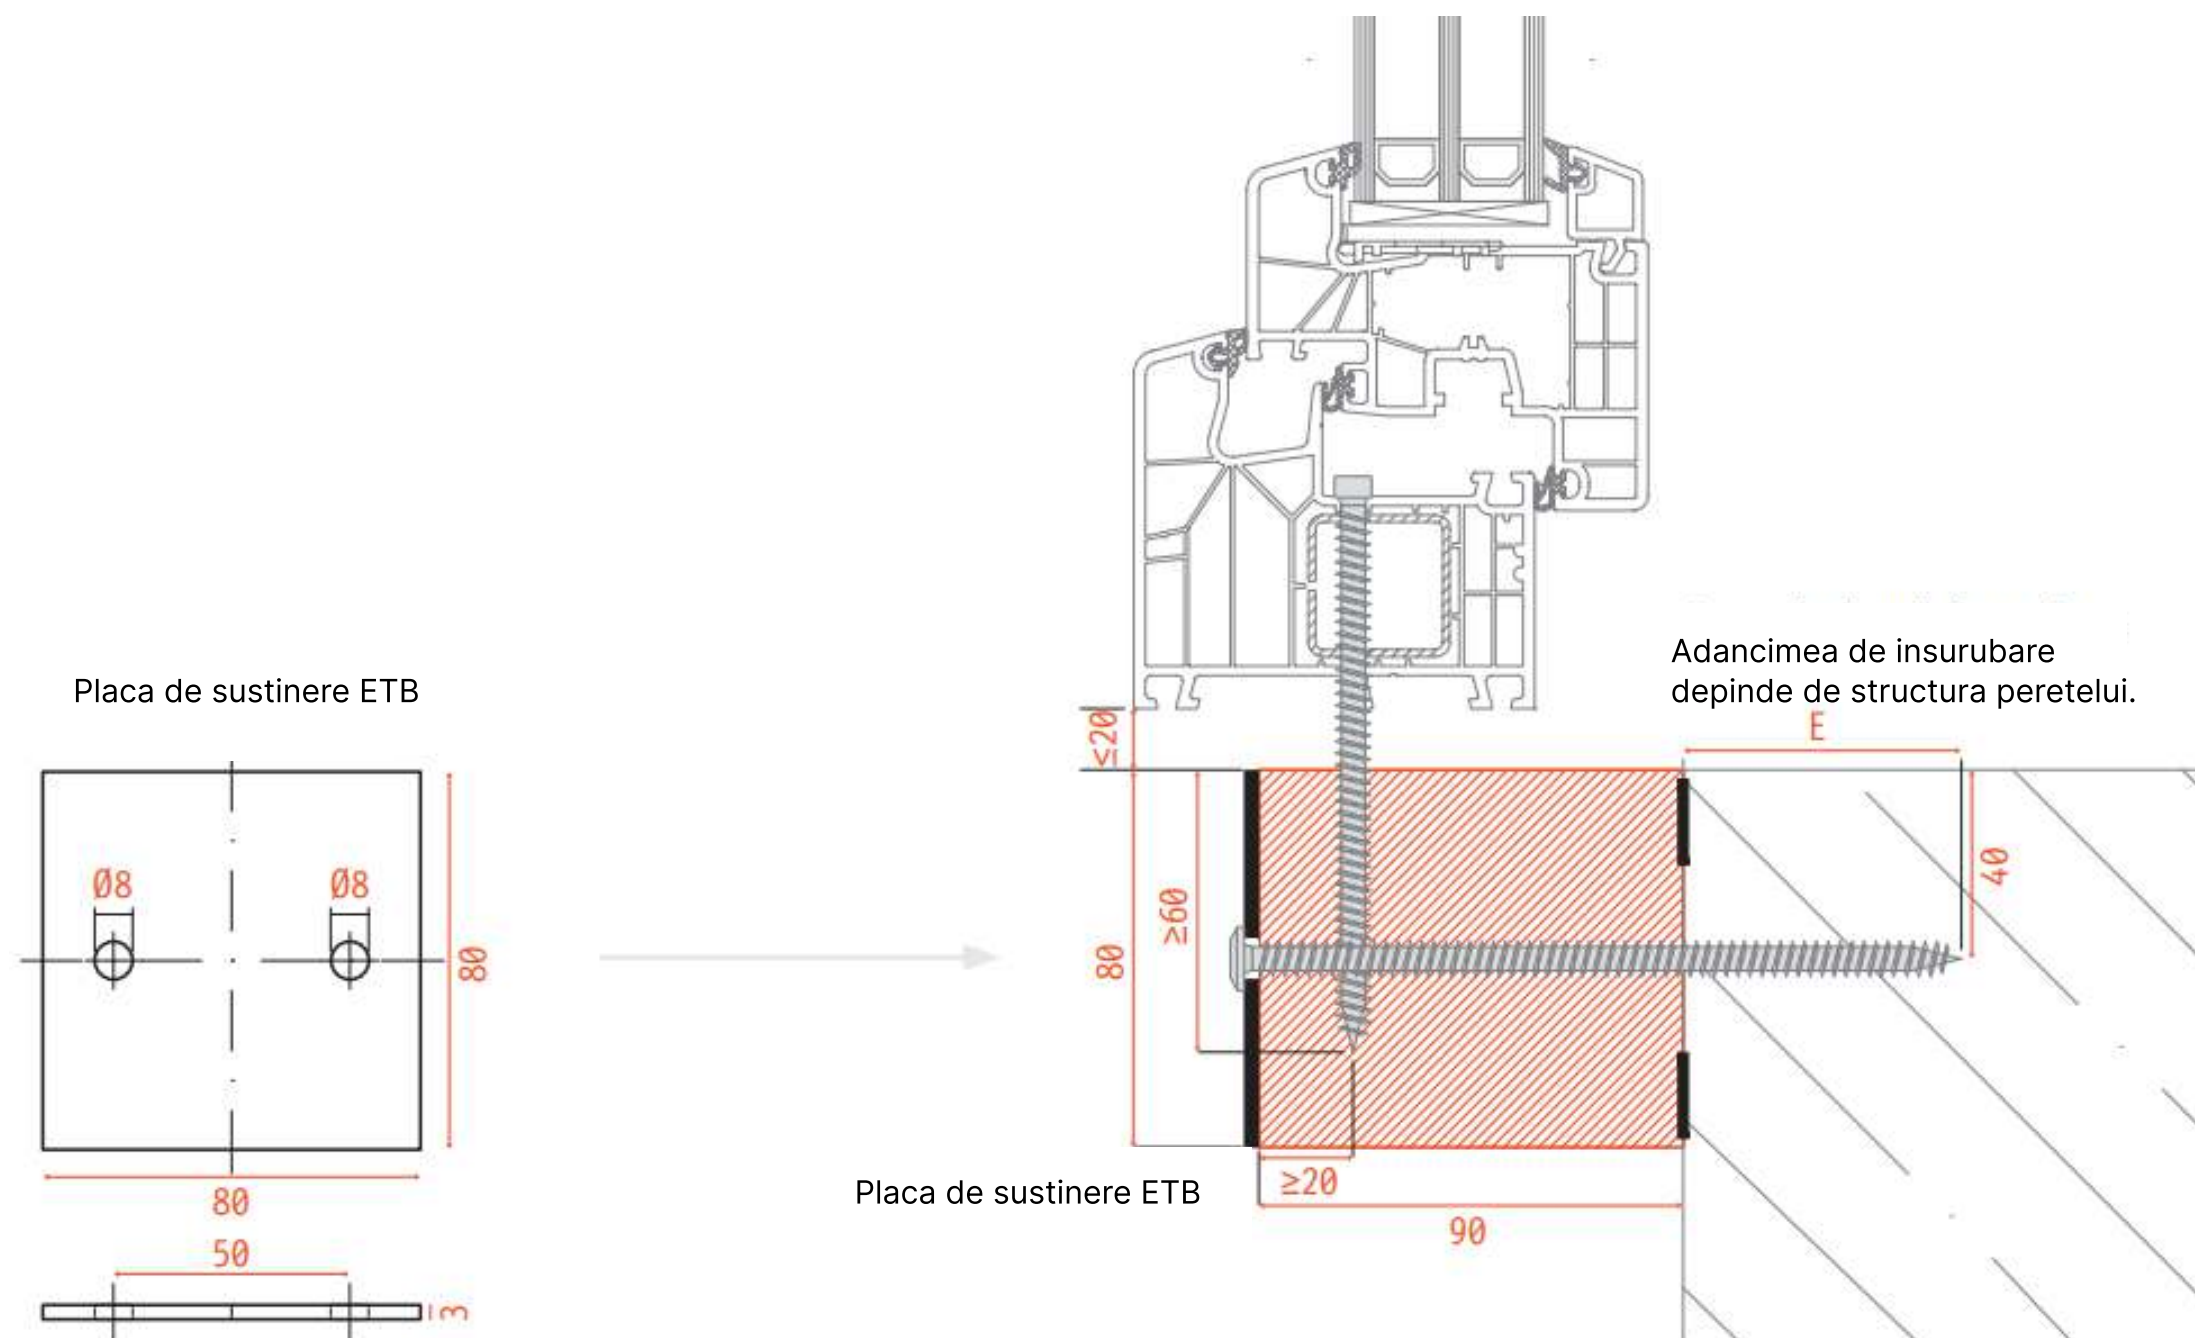 Placa de sustinere ETB
Ø8
Ø8
80
80
50
3
Adancimea de insurubare
depinde de structura peretelui.
E
≤20
40
≥60
80
≥20
90
Placa de sustinere ETB